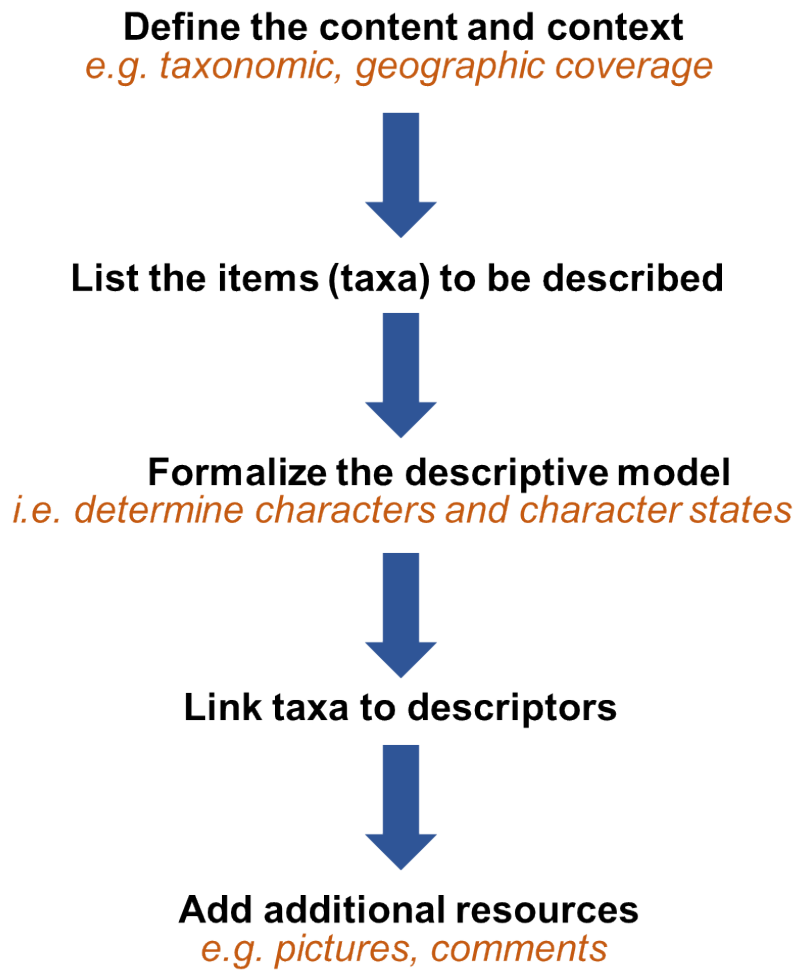 Define the content and context
e.g. taxonomic, geographic coverage
List the items (taxa) to be described
Formalize the descriptive model
i.e. determine characters and character states
Link taxa to descriptors
Add additional resources
e.g. pictures, comments